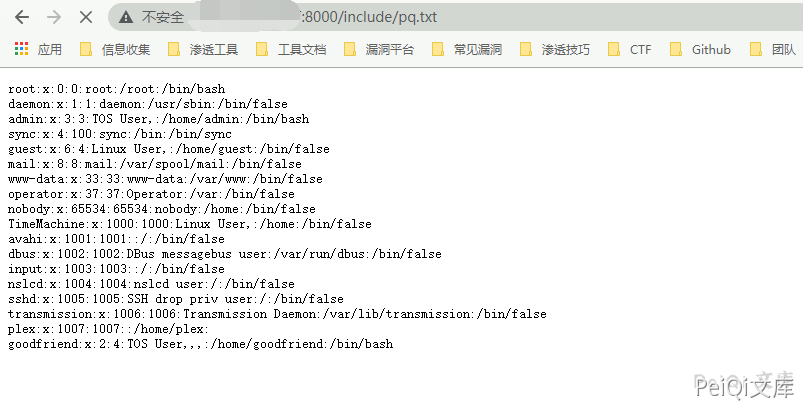 不安全 :8000/include/pq.txt
应用 信息收集 渗透工具 工具文档 漏洞平台 常见漏洞 渗透技巧 CTF Github 团队
root:x:0:0:root:/root:/bin/bash
daemon:x:1:1:daemon:/usr/sbin:/bin/false
admin:x:3:3:TOS User,:/home/admin:/bin/bash
sync:x:4:100:sync:/bin:/bin/sync
guest:x:6:4:Linux User,:/home/guest:/bin/false
mail:x:8:8:mail:/var/spool/mail:/bin/false
www-data:x:33:33:www-data:/var/www:/bin/false
operator:x:37:37:Operator:/var:/bin/false
nobody:x:65534:65534:nobody:/home:/bin/false
TimeMachine:x:1000:1000:Linux User,:/home:/bin/false
avahi:x:1001:1001::/:/bin/false
dbus:x:1002:1002:DBus messagebus user:/var/run/dbus:/bin/false
input:x:1003:1003::/:/bin/false
nslcd:x:1004:1004:nslcd user:/:/bin/false
sshd:x:1005:1005:SSH drop priv user:/:/bin/false
transmission:x:1006:1006:Transmission Daemon:/var/lib/transmission:/bin/false
plex:x:1007:1007::/home/plex:
goodfriend:x:2:4:TOS User,,,:/home/goodfriend:/bin/bash
PeiQi 文库
PeiQi文库